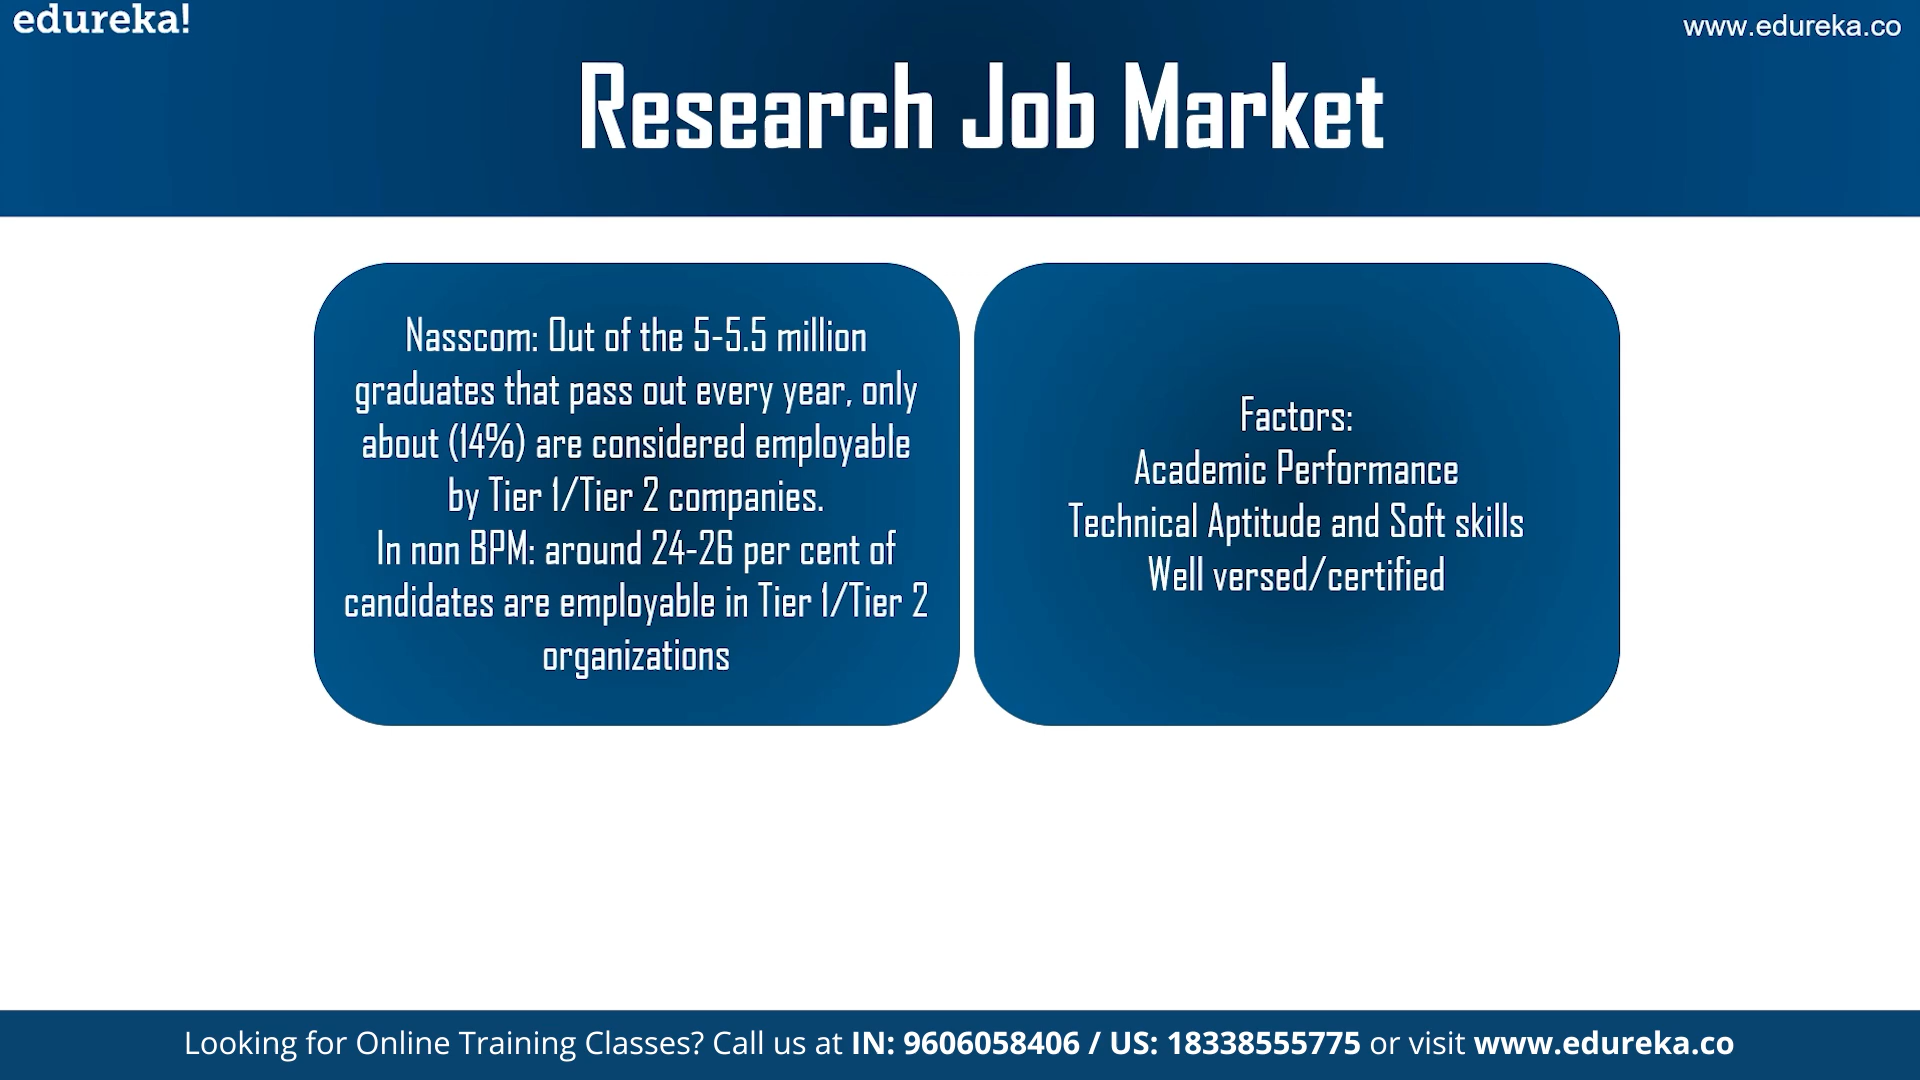 edureka!
www.edureka.co
Research Job Market
Nasscom: Out of the 5-5.5 million
graduates that pass out every year, only
about (14%) are considered employable
by Tier 1/Tier 2 companies.
In non BPM: around 24-26 per cent of
candidates are employable in Tier 1/Tier 2
organizations
Factors:
Academic Performance
Technical Aptitude and Soft skills
Well versed/certified
Looking for Online Training Classes? Call us at IN: 9606058406 / US: 18338555775 or visit www.edureka.co